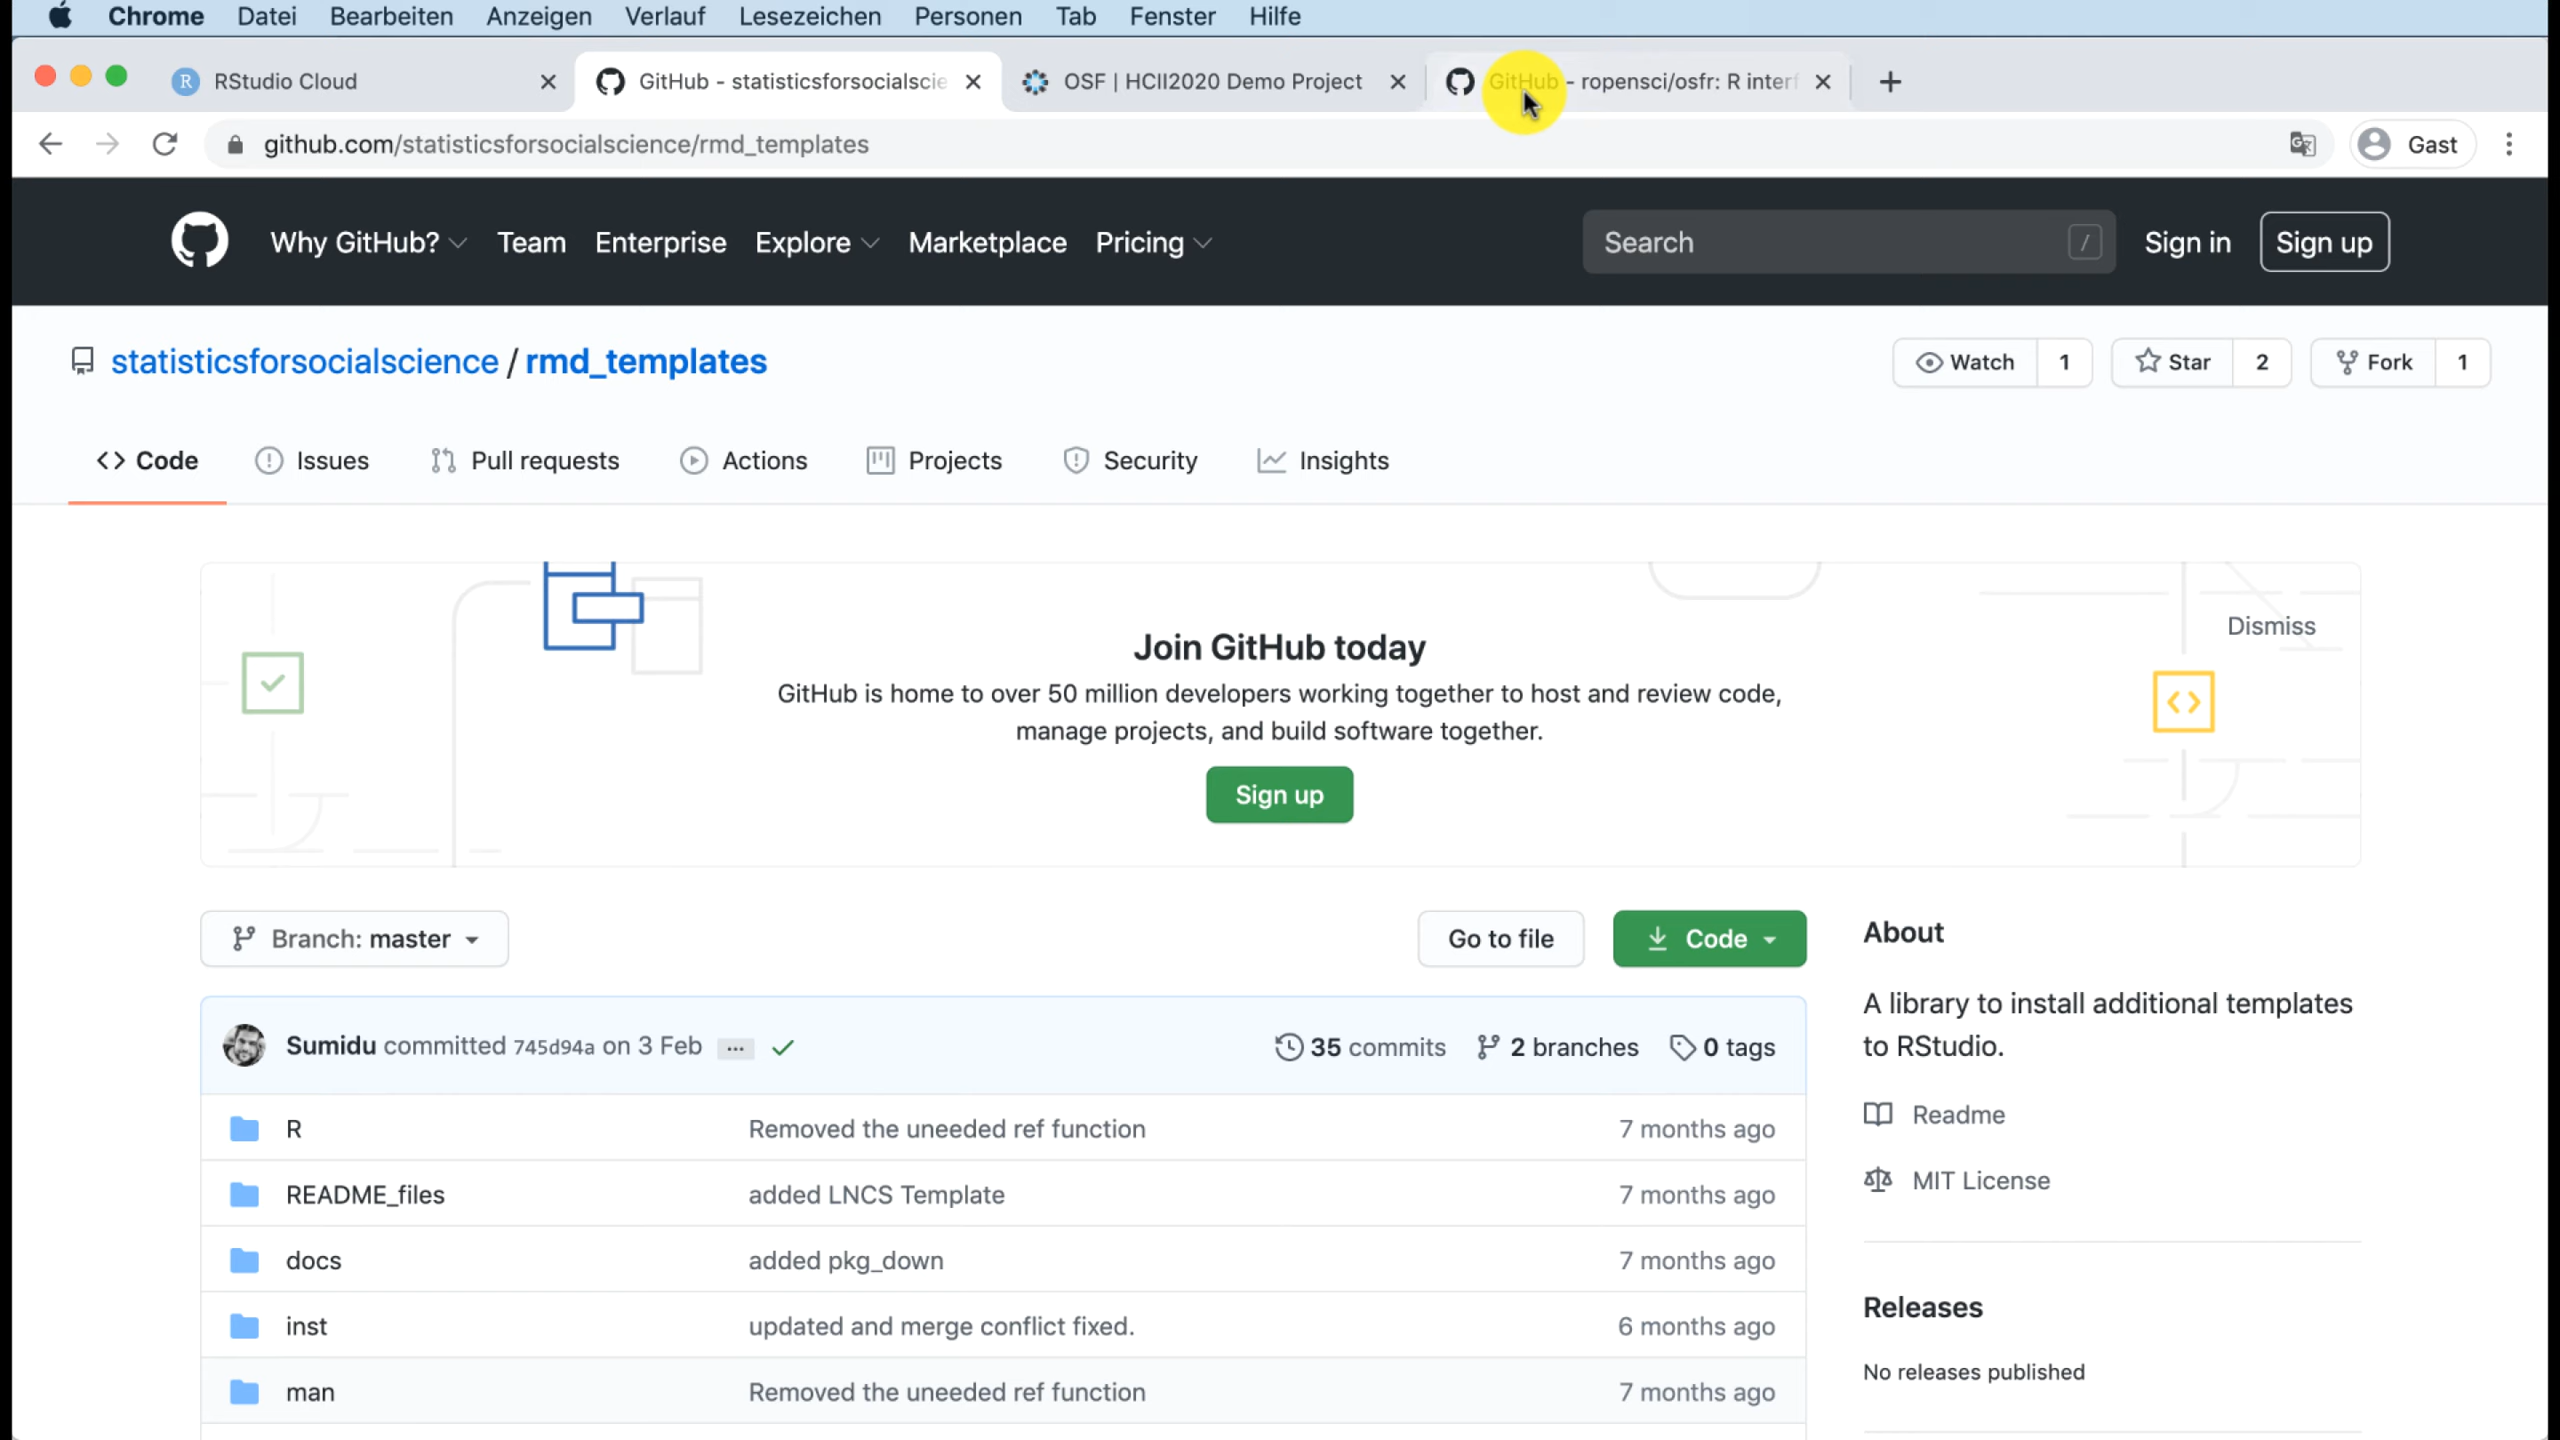 Chrome Datei Bearbeiten Anzeigen Verlauf Lesezeichen Personen Tab Fenster Hilfe
RStudio Cloud GitHub - statisticsforsocialscie OSF | HCII2020 Demo Project GitHub - ropensci/osfr: R interf
github.com/statisticsforsocialscience/rmd_templates Gast
Why GitHub? Team Enterprise Explore Marketplace Pricing Search / Sign in Sign up
statisticsforsocialscience / rmd_templates Watch 1 Star 2 Fork 1
Code Issues Pull requests Actions Projects Security Insights
Dismiss
Join GitHub today
GitHub is home to over 50 million developers working together to host and review code,
manage projects, and build software together.
Sign up
Branch: master Go to file Code
Sumidu committed 745d94a on 3 Feb ... 35 commits 2 branches 0 tags
R Removed the uneeded ref function 7 months ago
README_files added LNCS Template 7 months ago
docs added pkg_down 7 months ago
inst updated and merge conflict fixed. 6 months ago
man Removed the uneeded ref function 7 months ago
About
A library to install additional templates
to RStudio.
Readme
MIT License
Releases
No releases published